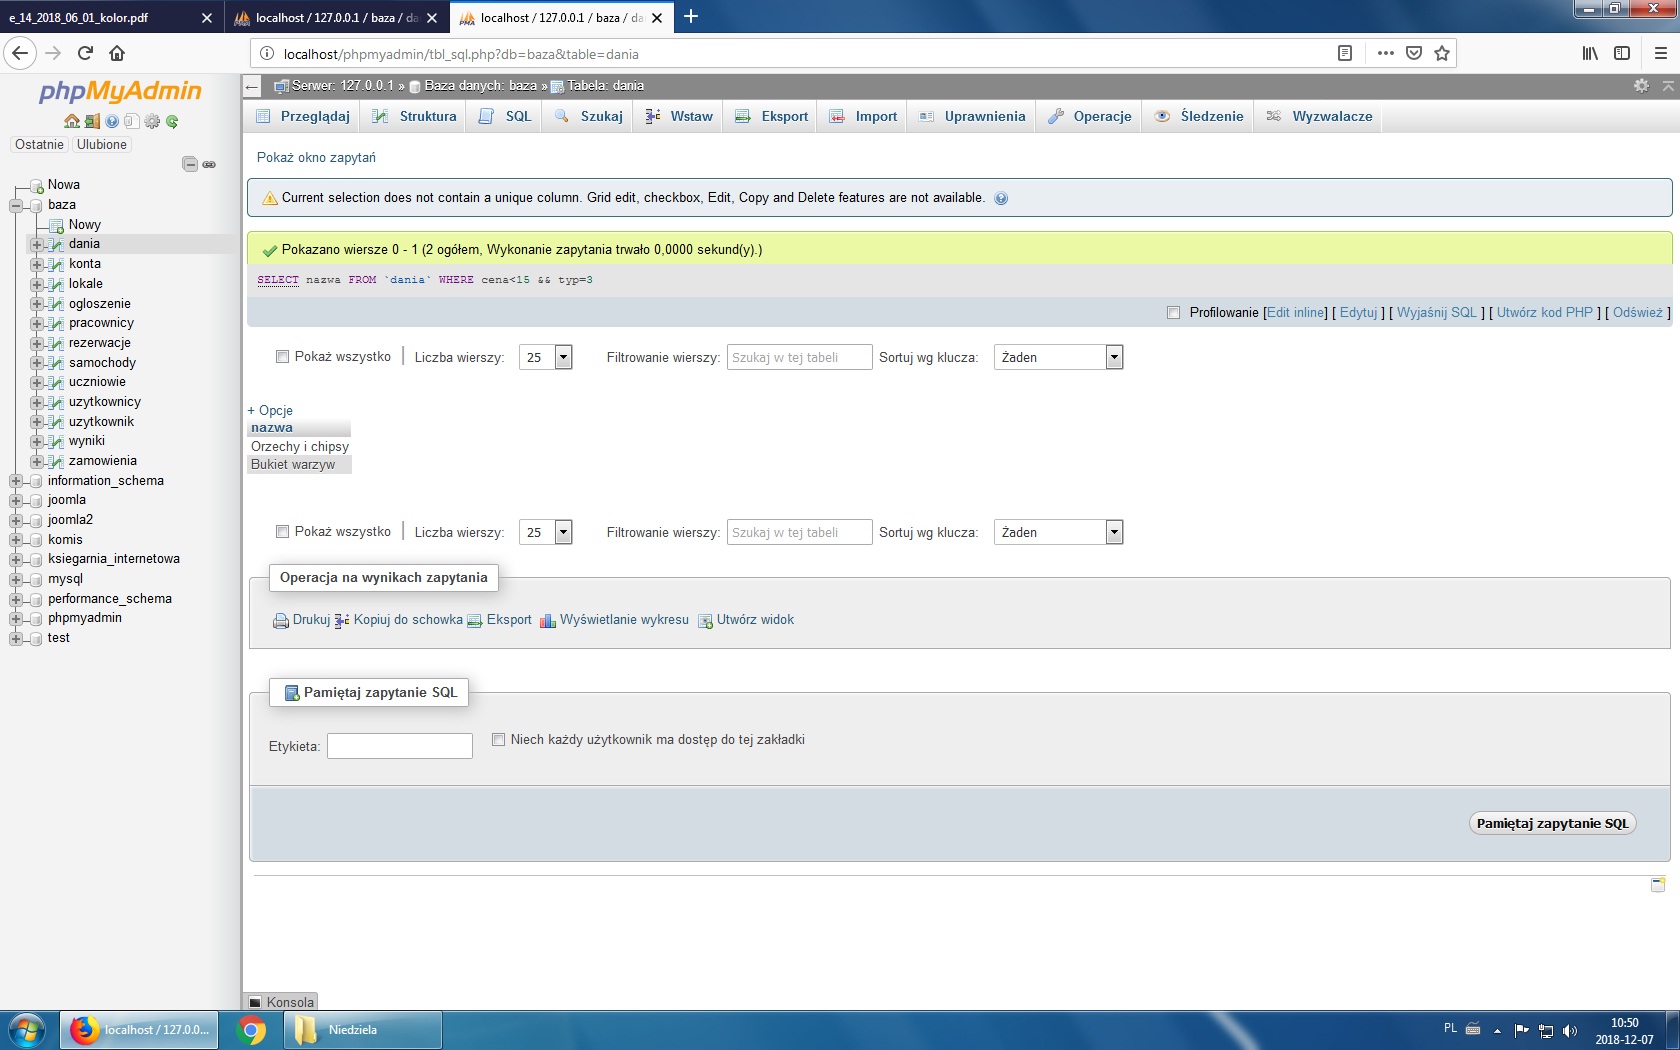 e_14_2018_06_01_kolor.pdf
localhost / 127.0.0.1 / baza / da
localhost / 127.0.0.1 / baza / da
localhost/phpmyadmin/tbl_sql.php?db=baza&table=dania
phpMyAdmin
Ostatnie Ulubione
Nowa
baza
Nowy
dania
konta
lokale
ogloszenie
pracownicy
rezerwacje
samochody
uczniowie
uzytkownicy
uzytkownik
wyniki
zamowienia
information_schema
joomla
joomla2
komis
ksiegarnia_internetowa
mysql
performance_schema
phpmyadmin
test
Serwer: 127.0.0.1 » Baza danych: baza » Tabela: dania
Przeglądaj Struktura SQL Szukaj Wstaw Eksport Import Uprawnienia Operacje Śledzenie Wyzwalacze
Pokaż okno zapytań
Current selection does not contain a unique column. Grid edit, checkbox, Edit, Copy and Delete features are not available.
Pokazano wiersze 0 - 1 (2 ogółem, Wykonanie zapytania trwało 0,0000 sekund(y).)
SELECT nazwa FROM `dania` WHERE cena<15 && typ=3
Profilowanie [Edit inline] [ Edytuj ] [ Wyjaśnij SQL ] [ Utwórz kod PHP ] [ Odśwież ]
Pokaż wszystko | Liczba wierszy: 25 Filtrowanie wierszy: Szukaj w tej tabeli Sortuj wg klucza: Żaden
+ Opcje
nazwa
Orzechy i chipsy
Bukiet warzyw
Pokaż wszystko | Liczba wierszy: 25 Filtrowanie wierszy: Szukaj w tej tabeli Sortuj wg klucza: Żaden
Operacja na wynikach zapytania
Drukuj Kopiuj do schowka Eksport Wyświetlanie wykresu Utwórz widok
Pamiętaj zapytanie SQL
Etykieta: Niech każdy użytkownik ma dostęp do tej zakładki
Pamiętaj zapytanie SQL
Konsola
localhost / 127.0.0... Niedziela PL 10:50
2018-12-07